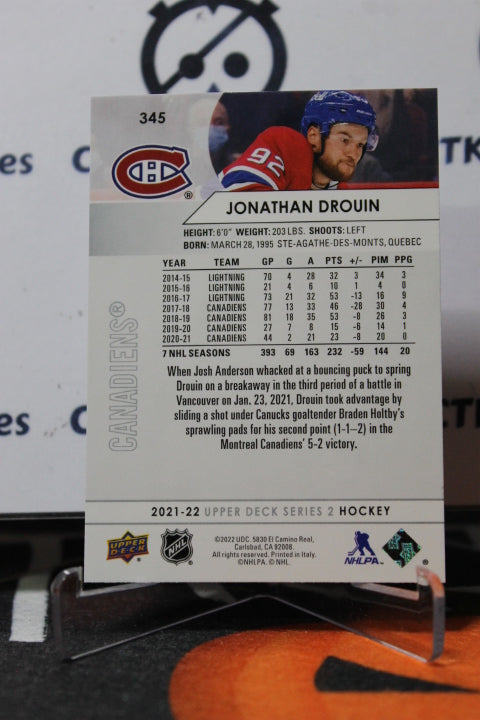 345
92
JONATHAN DROUIN
HEIGHT: 6'0" WEIGHT: 203 LBS. SHOOTS: LEFT
BORN: MARCH 28, 1995 STE-AGATHE-DES-MONTS, QUEBEC
YEAR TEAM GP G A PTS +/- PIM PPG
2014-15 LIGHTNING 70 4 28 32 3 34 3
2015-16 LIGHTNING 21 4 6 10 1 4 0
2016-17 LIGHTNING 73 21 32 53 -13 16 9
2017-18 CANADIENS 77 13 33 46 -28 30 4
2018-19 CANADIENS 81 18 35 53 -8 26 3
2019-20 CANADIENS 27 7 8 15 -6 14 1
2020-21 CANADIENS 44 2 21 23 -8 20 0
7 NHL SEASONS 393 69 163 232 -59 144 20
CANADIENS®
When Josh Anderson whacked at a bouncing puck to spring
Drouin on a breakaway in the third period of a battle in
Vancouver on Jan. 23, 2021, Drouin took advantage by
sliding a shot under Canucks goaltender Braden Holtby's
sprawling pads for his second point (1-1–2) in the
Montreal Canadiens' 5-2 victory.
2021-22 UPPER DECK SERIES 2 HOCKEY
UPPER DECK
NHL
©2022 UDC. 5830 El Camino Real,
Carlsbad, CA 92008.
All rights reserved. Printed in Italy.
©NHLPA. © NHL.
NHLPA